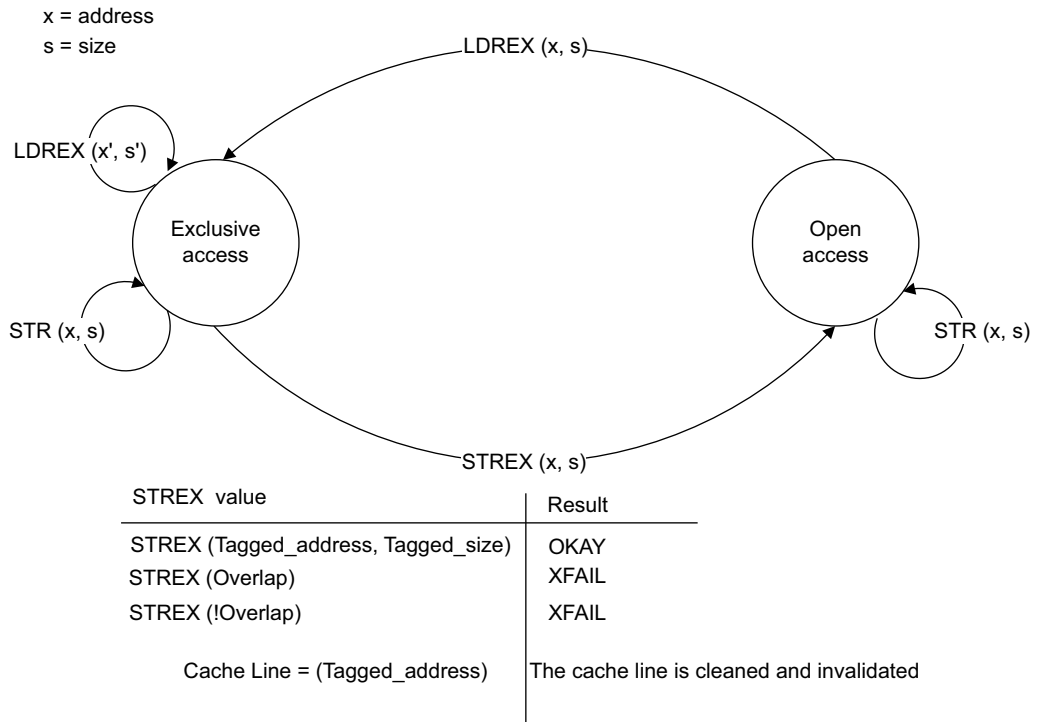 x = address
s = size
LDREX (x, s)
LDREX (x', s')
Exclusive
access
Open
access
STR (x, s)
STR (x, s)
STREX (x, s)
STREX value
Result
STREX (Tagged_address, Tagged_size)
OKAY
STREX (Overlap)
XFAIL
STREX (!Overlap)
XFAIL
Cache Line = (Tagged_address)
The cache line is cleaned and invalidated